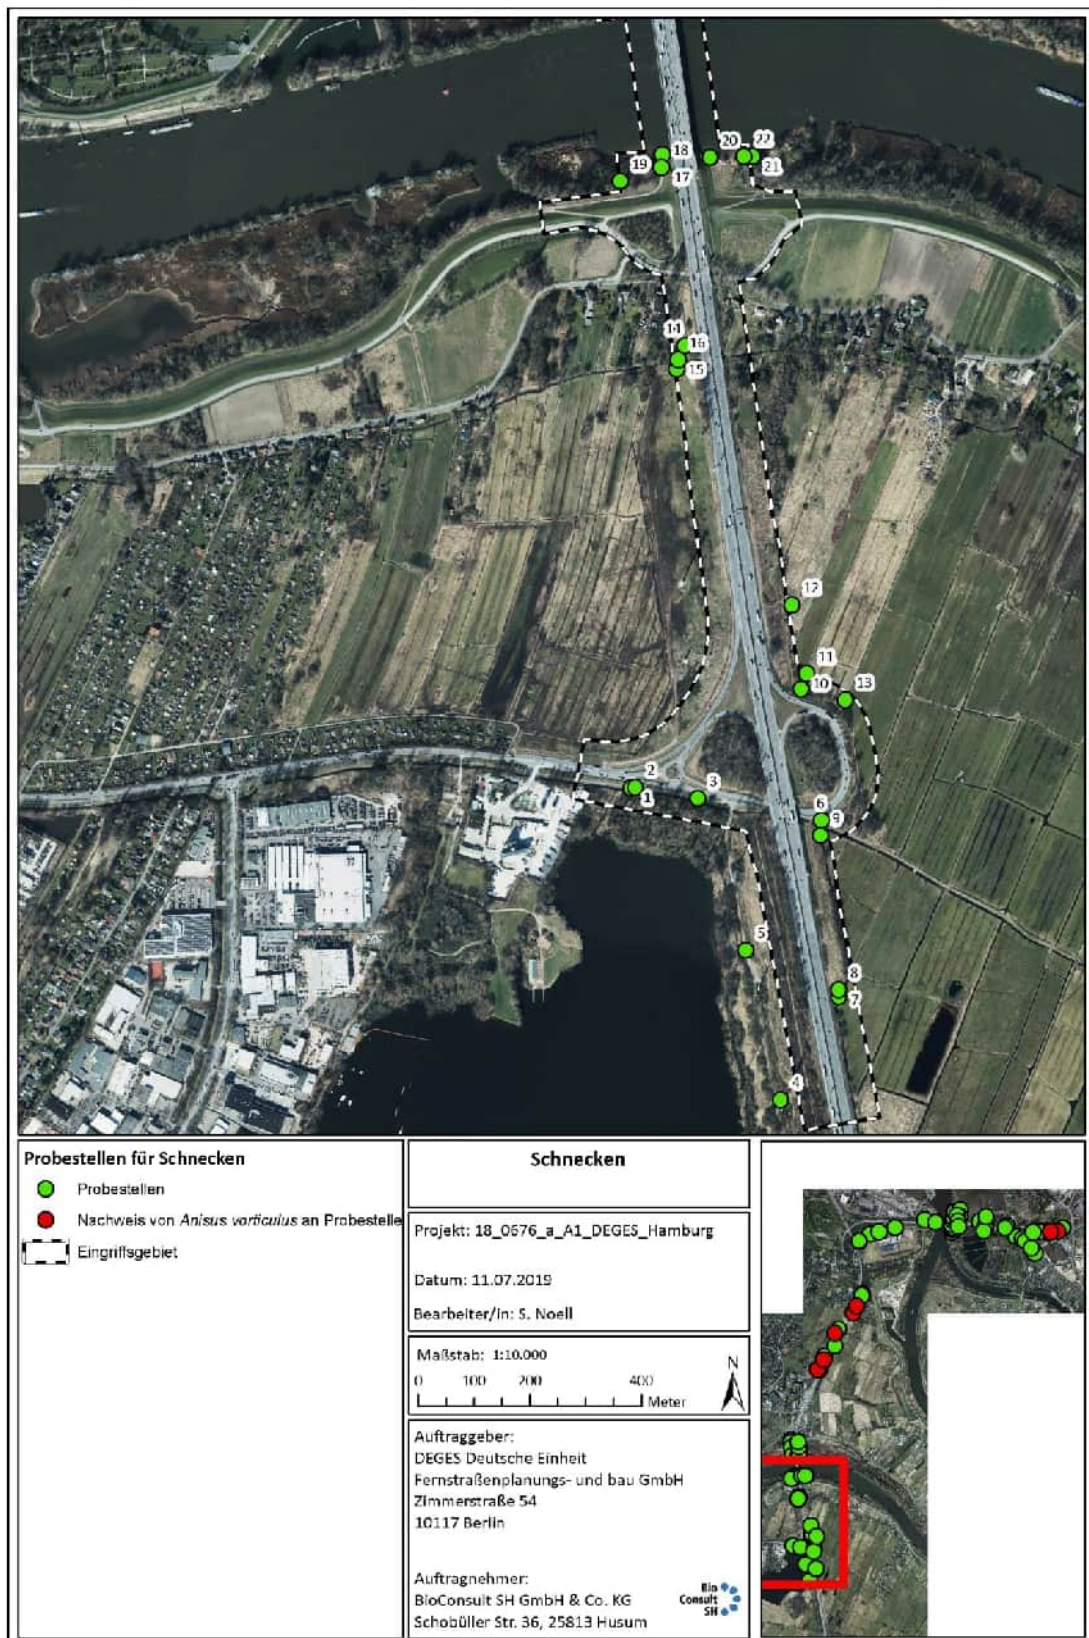 18
19
17
20
22
21
14
16
15
12
11
10
13
2
1
3
6
9
5
8
7
4
Probestellen für Schnecken
Probestellen
Nachweis von Anisus vorticulus an Probestelle
Eingriffsgebiet
Schnecken
Projekt: 18_0676_a_A1_DEGES_Hamburg
Datum: 11.07.2019
Bearbeiter/in: S. Noell
Maßstab: 1:10.000
N
0 100 200 400
Meter
Auftraggeber:
DEGES Deutsche Einheit
Fernstraßenplanungs- und bau GmbH
Zimmerstraße 54
10117 Berlin
Auftragnehmer:
BioConsult SH GmbH & Co. KG
Schobüller Str. 36, 25813 Husum
Bio
Consult
SH